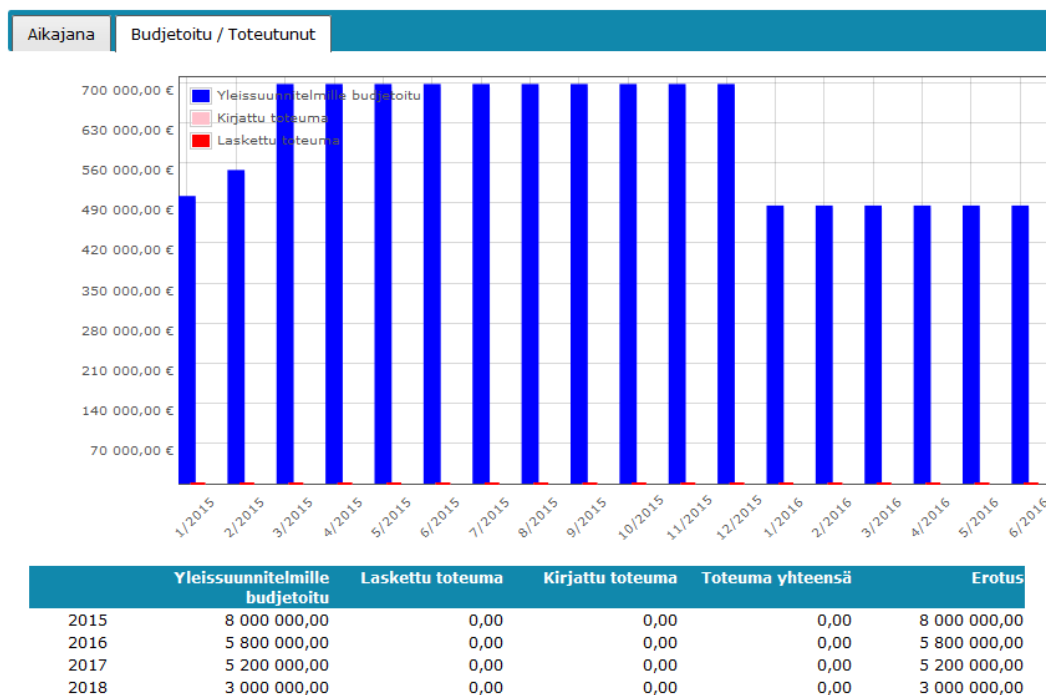 Aikajana Budjetoitu / Toteutunut
700 000,00 €
630 000,00 €
560 000,00 €
490 000,00 €
420 000,00 €
350 000,00 €
280 000,00 €
210 000,00 €
140 000,00 €
70 000,00 €
Yleissuunnitelmille budjetoitu
Kirjattu toteuma
Laskettu toteuma
1/2015 2/2015 3/2015 4/2015 5/2015 6/2015 7/2015 8/2015 9/2015 10/2015 11/2015 12/2015 1/2016 2/2016 3/2016 4/2016 5/2016 6/2016
Yleissuunnitelmille Laskettu toteuma Kirjattu toteuma Toteuma yhteensä Erotus
budjetoitu
2015 8 000 000,00 0,00 0,00 0,00 8 000 000,00
2016 5 800 000,00 0,00 0,00 0,00 5 800 000,00
2017 5 200 000,00 0,00 0,00 0,00 5 200 000,00
2018 3 000 000,00 0,00 0,00 0,00 3 000 000,00